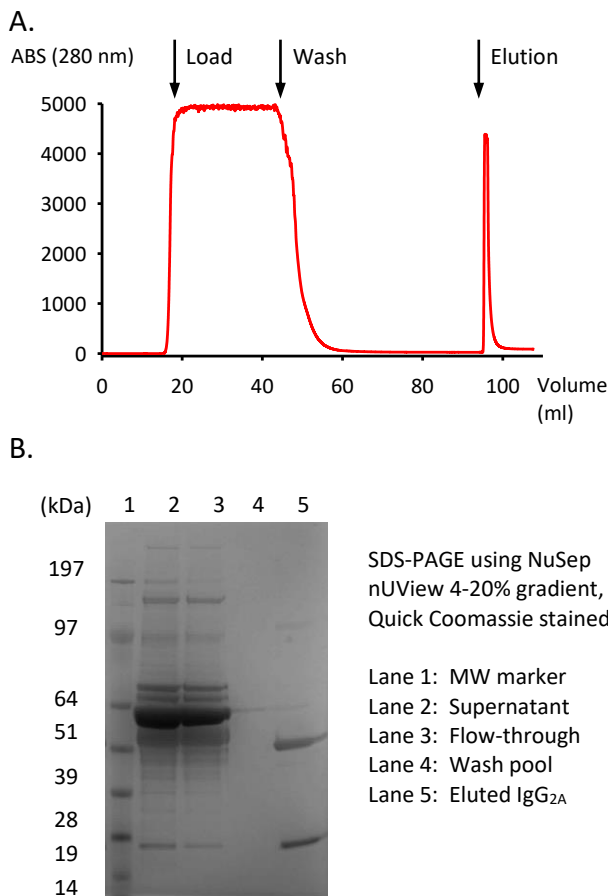 A.
ABS (280 nm) Load Wash Elution
5000
4000
3000
2000
1000
0
0 20 40 60 80 100 Volume
(ml)
B.
(kDa) 1 2 3 4 5
197
97
64
51
39
28
19
14
SDS-PAGE using NuSep
nUView 4-20% gradient,
Quick Coomassie stained
Lane 1: MW marker
Lane 2: Supernatant
Lane 3: Flow-through
Lane 4: Wash pool
Lane 5: Eluted IgG2A